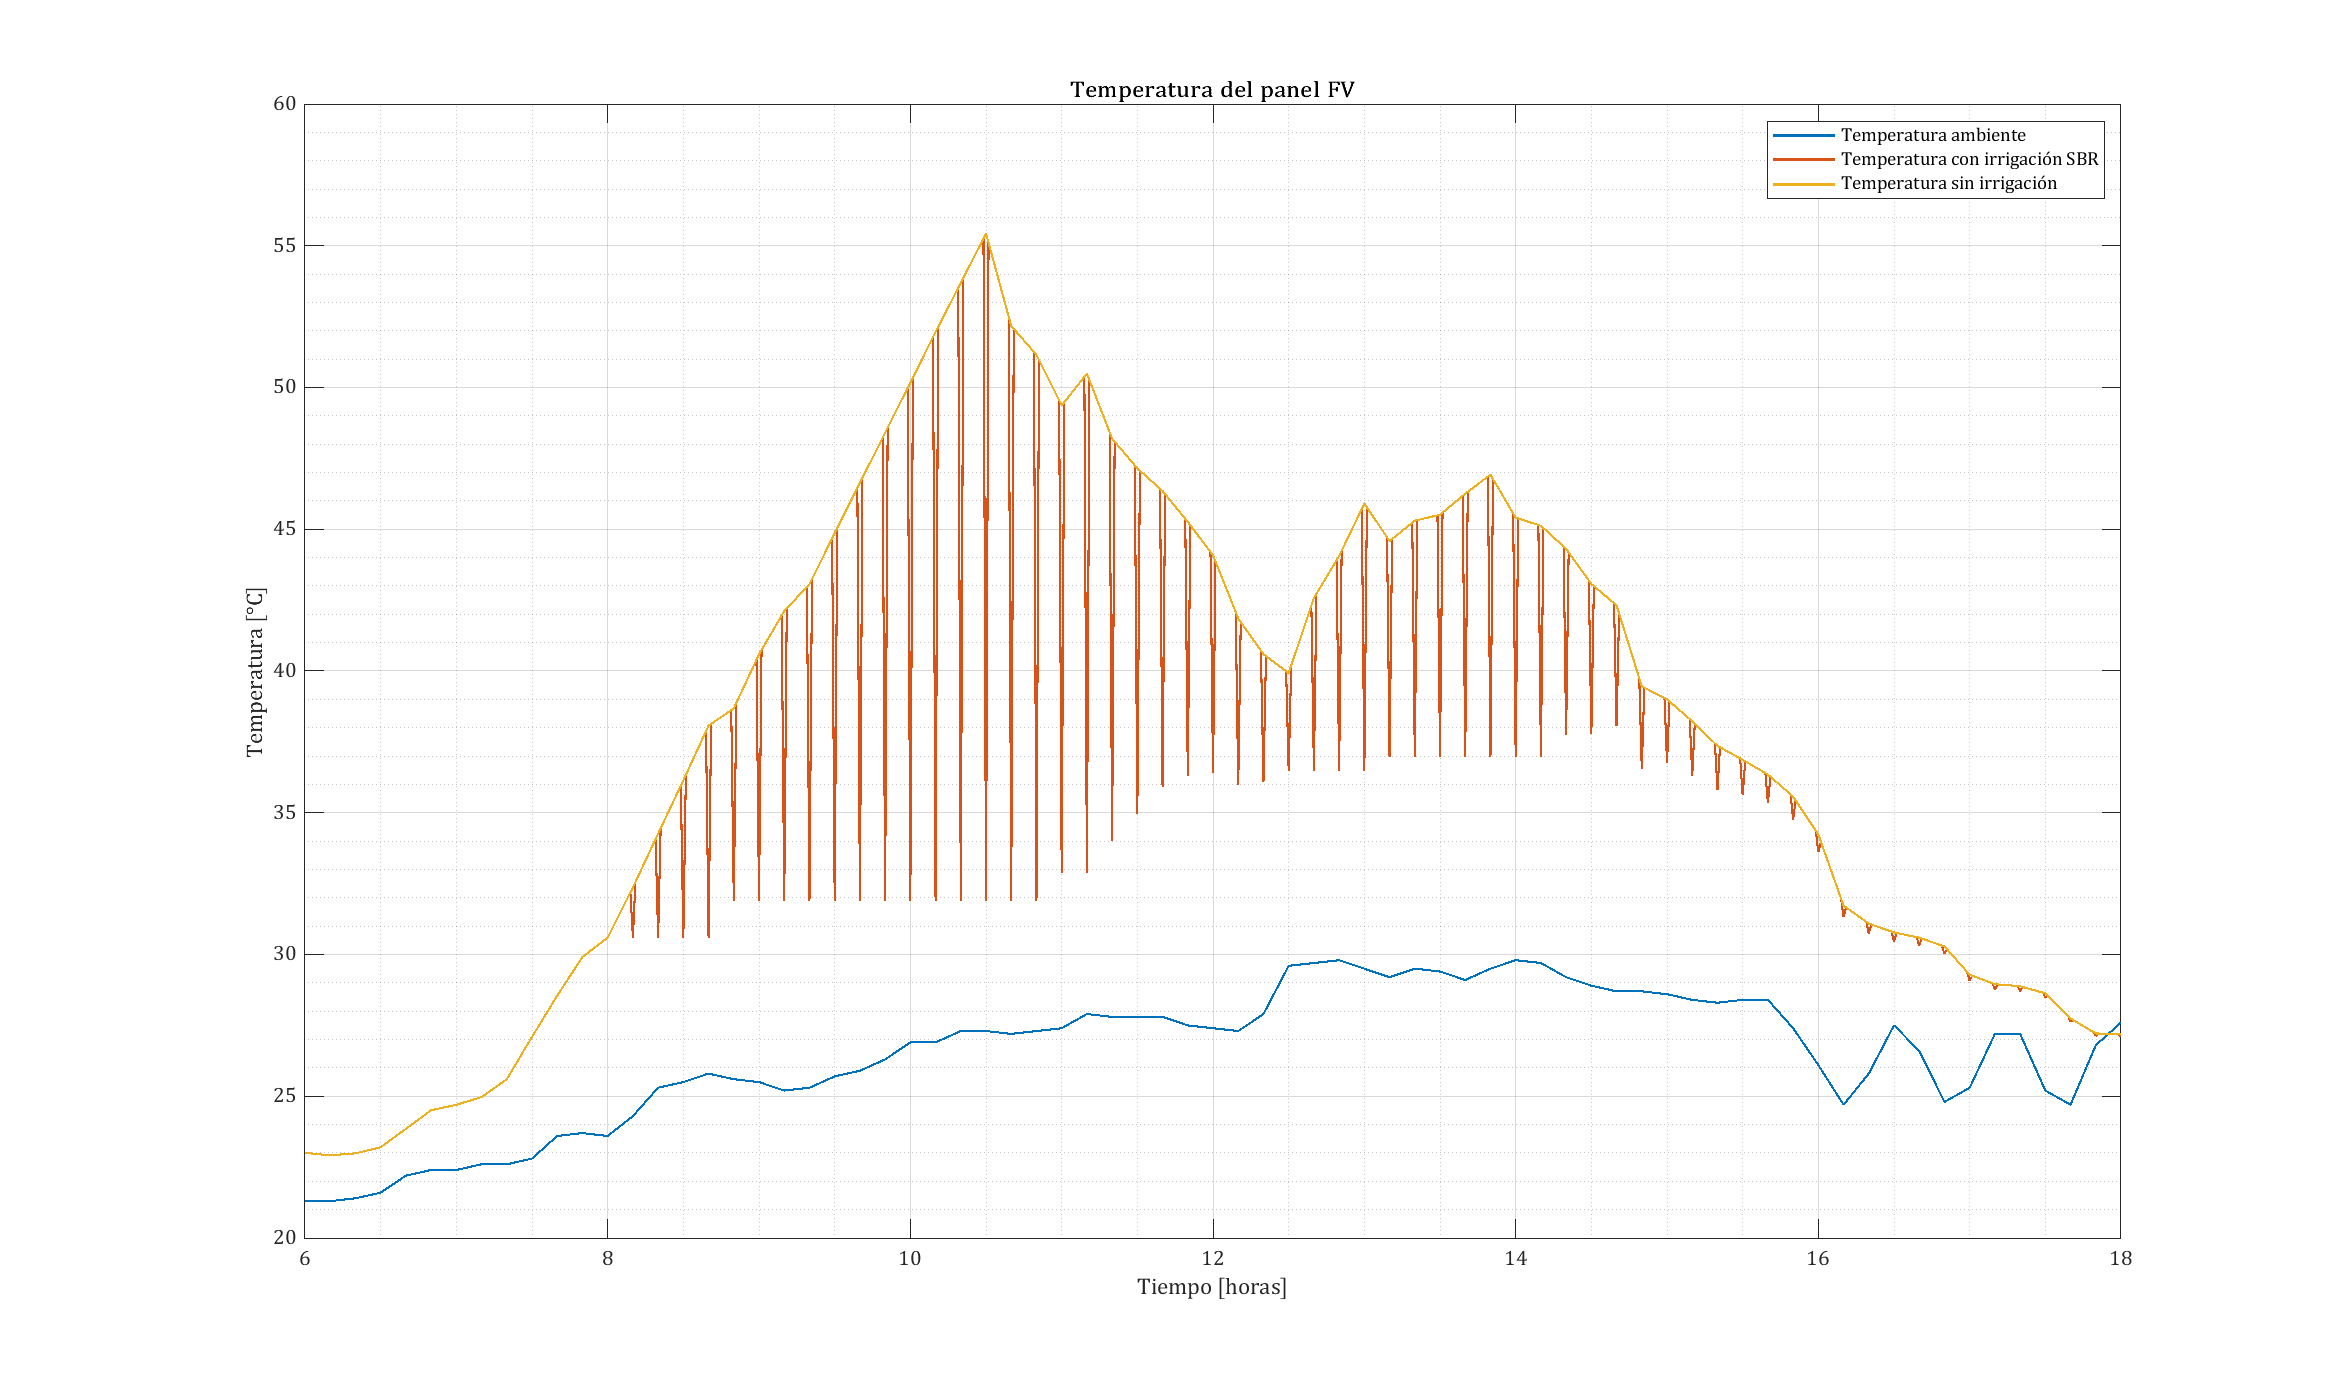 Temperatura del panel FV
Temperatura ambiente
Temperatura con irrigación SBR
Temperatura sin irrigación
60
55
50
45
40
35
30
25
20
Temperatura [°C]
6 8 10 12 14 16 18
Tiempo [horas]